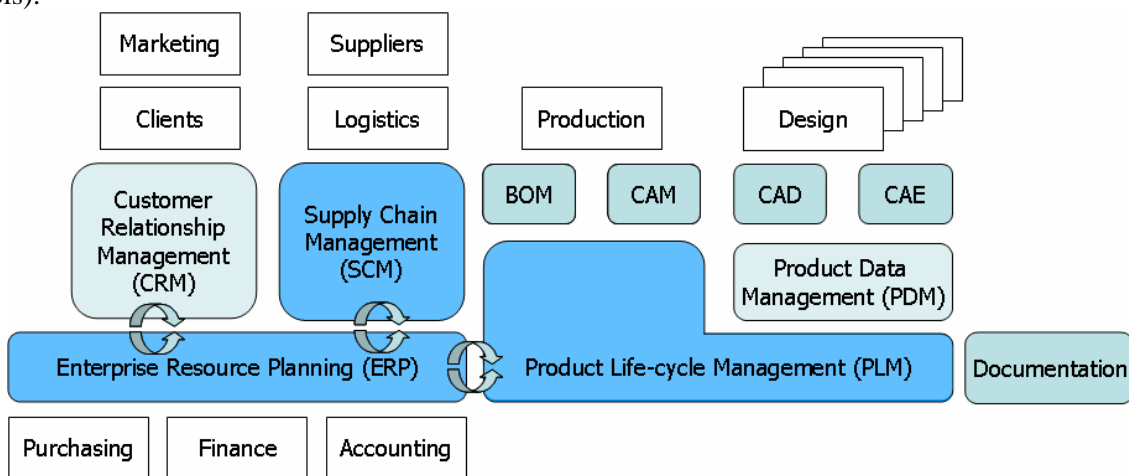 ols).
Marketing
Suppliers
Clients
Logistics
Production
Design
Customer
Relationship
Management
(CRM)
Supply Chain
Management
(SCM)
BOM
CAM
CAD
CAE
Product Data
Management (PDM)
Enterprise Resource Planning (ERP)
Product Life-cycle Management (PLM)
Documentation
Purchasing
Finance
Accounting